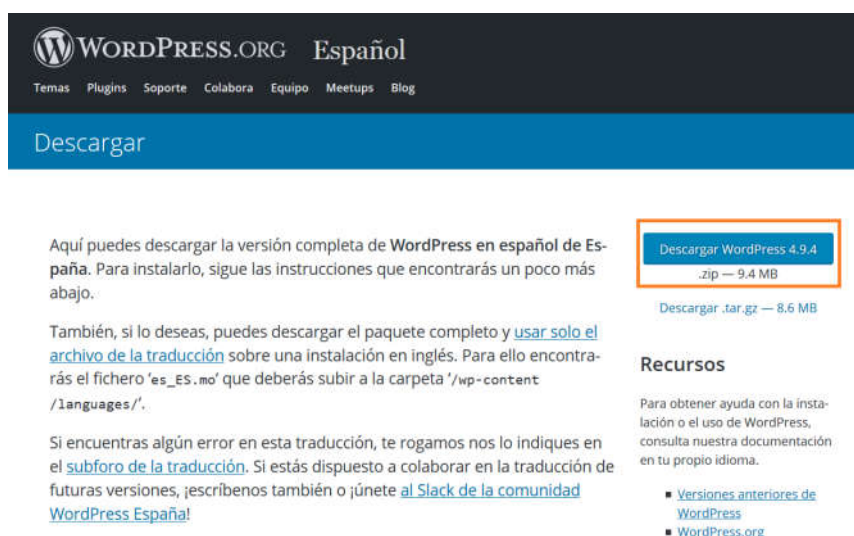 WORDPRESS.ORG Español
Temas Plugins Soporte Colabora Equipo Meetups Blog
Descargar
Aquí puedes descargar la versión completa de WordPress en español de Es-
paña. Para instalarlo, sigue las instrucciones que encontrarás un poco más
abajo.
También, si lo deseas, puedes descargar el paquete completo y usar solo el
archivo de la traducción sobre una instalación en inglés. Para ello encontra-
rás el fichero 'es_ES.mo' que deberás subir a la carpeta '/wp-content
/languages/'.
Si encuentras algún error en esta traducción, te rogamos nos lo indiques en
el subforo de la traducción. Si estás dispuesto a colaborar en la traducción de
futuras versiones, ¡escríbenos también o ¡únete al Slack de la comunidad
WordPress España!
Descargar WordPress 4.9.4
.zip — 9.4 MB
Descargar .tar.gz — 8.6 MB
Recursos
Para obtener ayuda con la insta-
lación o el uso de WordPress,
consulta nuestra documentación
en tu propio idioma.
Versiones anteriores de
WordPress
WordPress.org